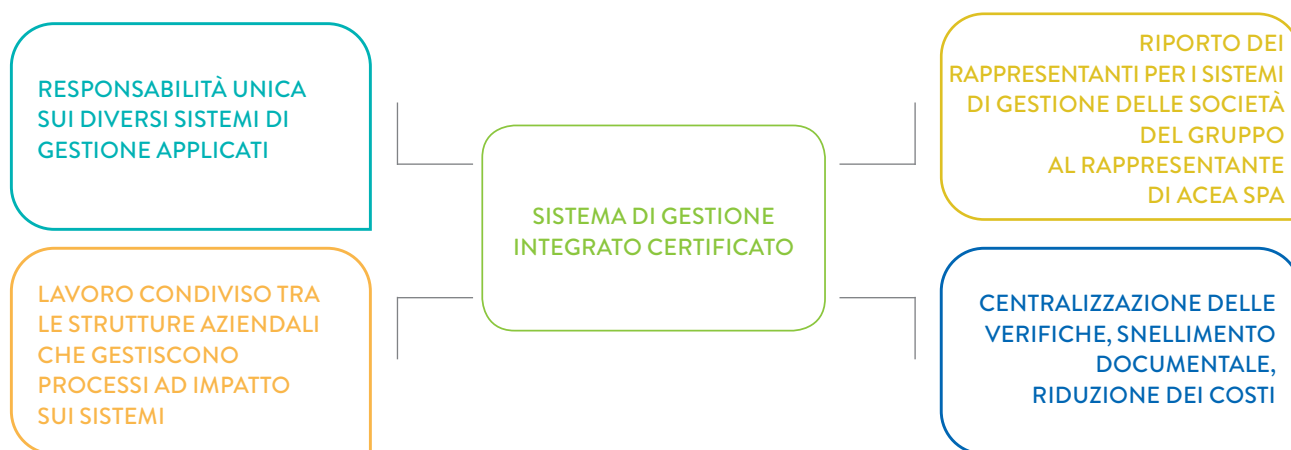 RESPONSABILITÀ UNICA
SUI DIVERSI SISTEMI DI
GESTIONE APPLICATI
RIPORTO DEI
RAPPRESENTANTI PER I SISTEMI
DI GESTIONE DELLE SOCIETÀ
DEL GRUPPO
AL RAPPRESENTANTE
DI ACEA SPA
SISTEMA DI GESTIONE
INTEGRATO CERTIFICATO
LAVORO CONDIVISO TRA
LE STRUTTURE AZIENDALI
CHE GESTISCONO
PROCESSI AD IMPATTO
SUI SISTEMI
CENTRALIZZAZIONE DELLE
VERIFICHE, SNELLIMENTO
DOCUMENTALE,
RIDUZIONE DEI COSTI